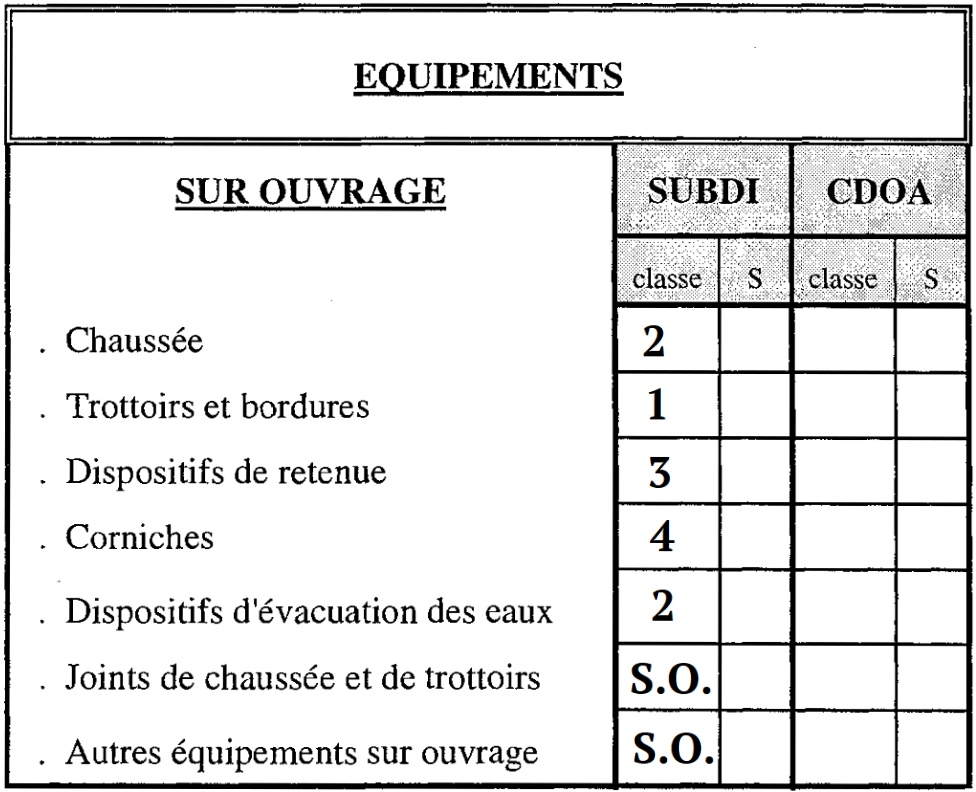 EQUIPEMENTS
SUR OUVRAGE SUBDI CDOA
classe S classe S
. Chaussée 2
. Trottoirs et bordures 1
. Dispositifs de retenue 3
. Corniches 4
. Dispositifs d'évacuation des eaux 2
. Joints de chaussée et de trottoirs S.O.
. Autres équipements sur ouvrage S.O.